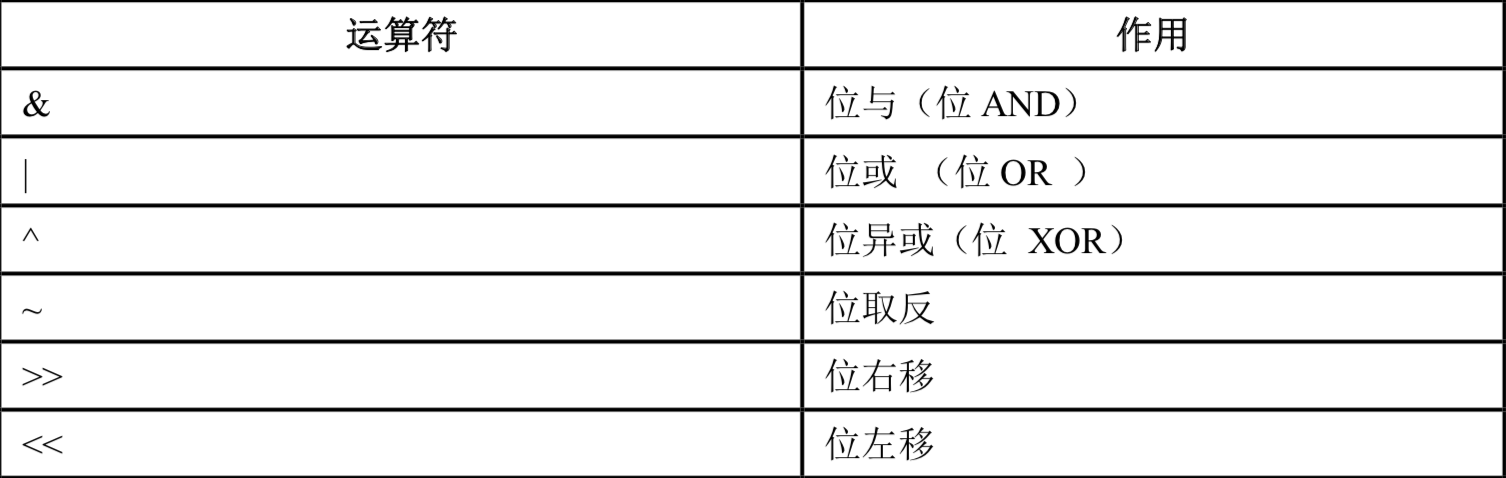 运算符 作用
& 位与（位 AND）
| 位或 （位 OR ）
^ 位异或（位 XOR）
~ 位取反
>> 位右移
<< 位左移